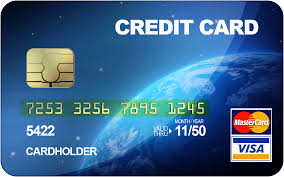 CREDIT CARD
7253 3256 7895 1245
5422
MONTH/YEAR
VALID THRU
11/50
CARDHOLDER
MasterCard
VISA